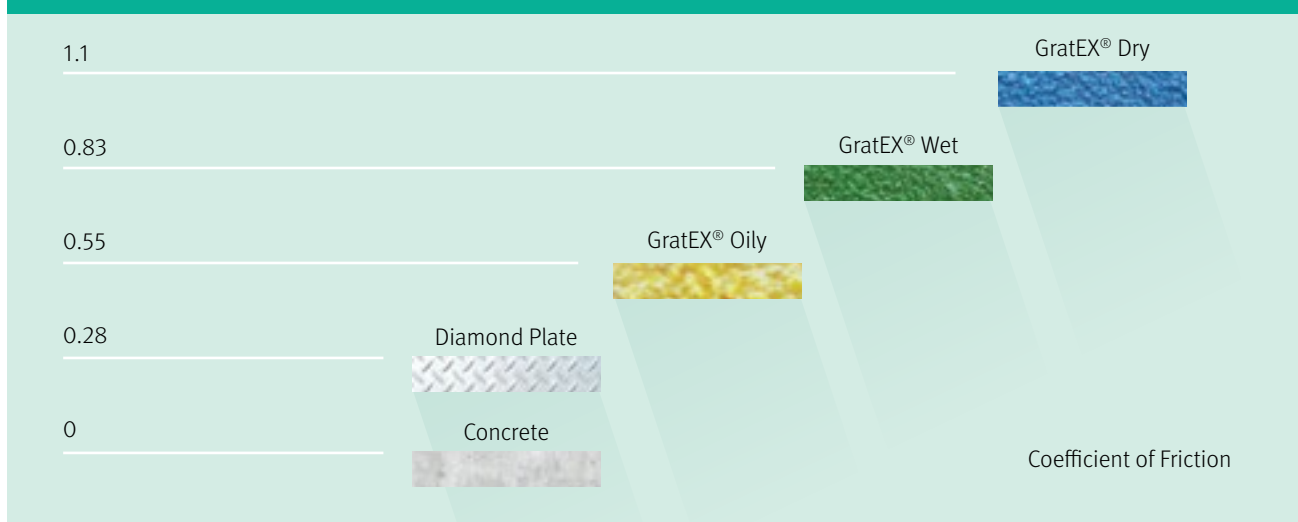 1.1
GratEX® Dry
0.83
GratEX® Wet
0.55
GratEX® Oily
0.28
Diamond Plate
0
Concrete
Coefficient of Friction